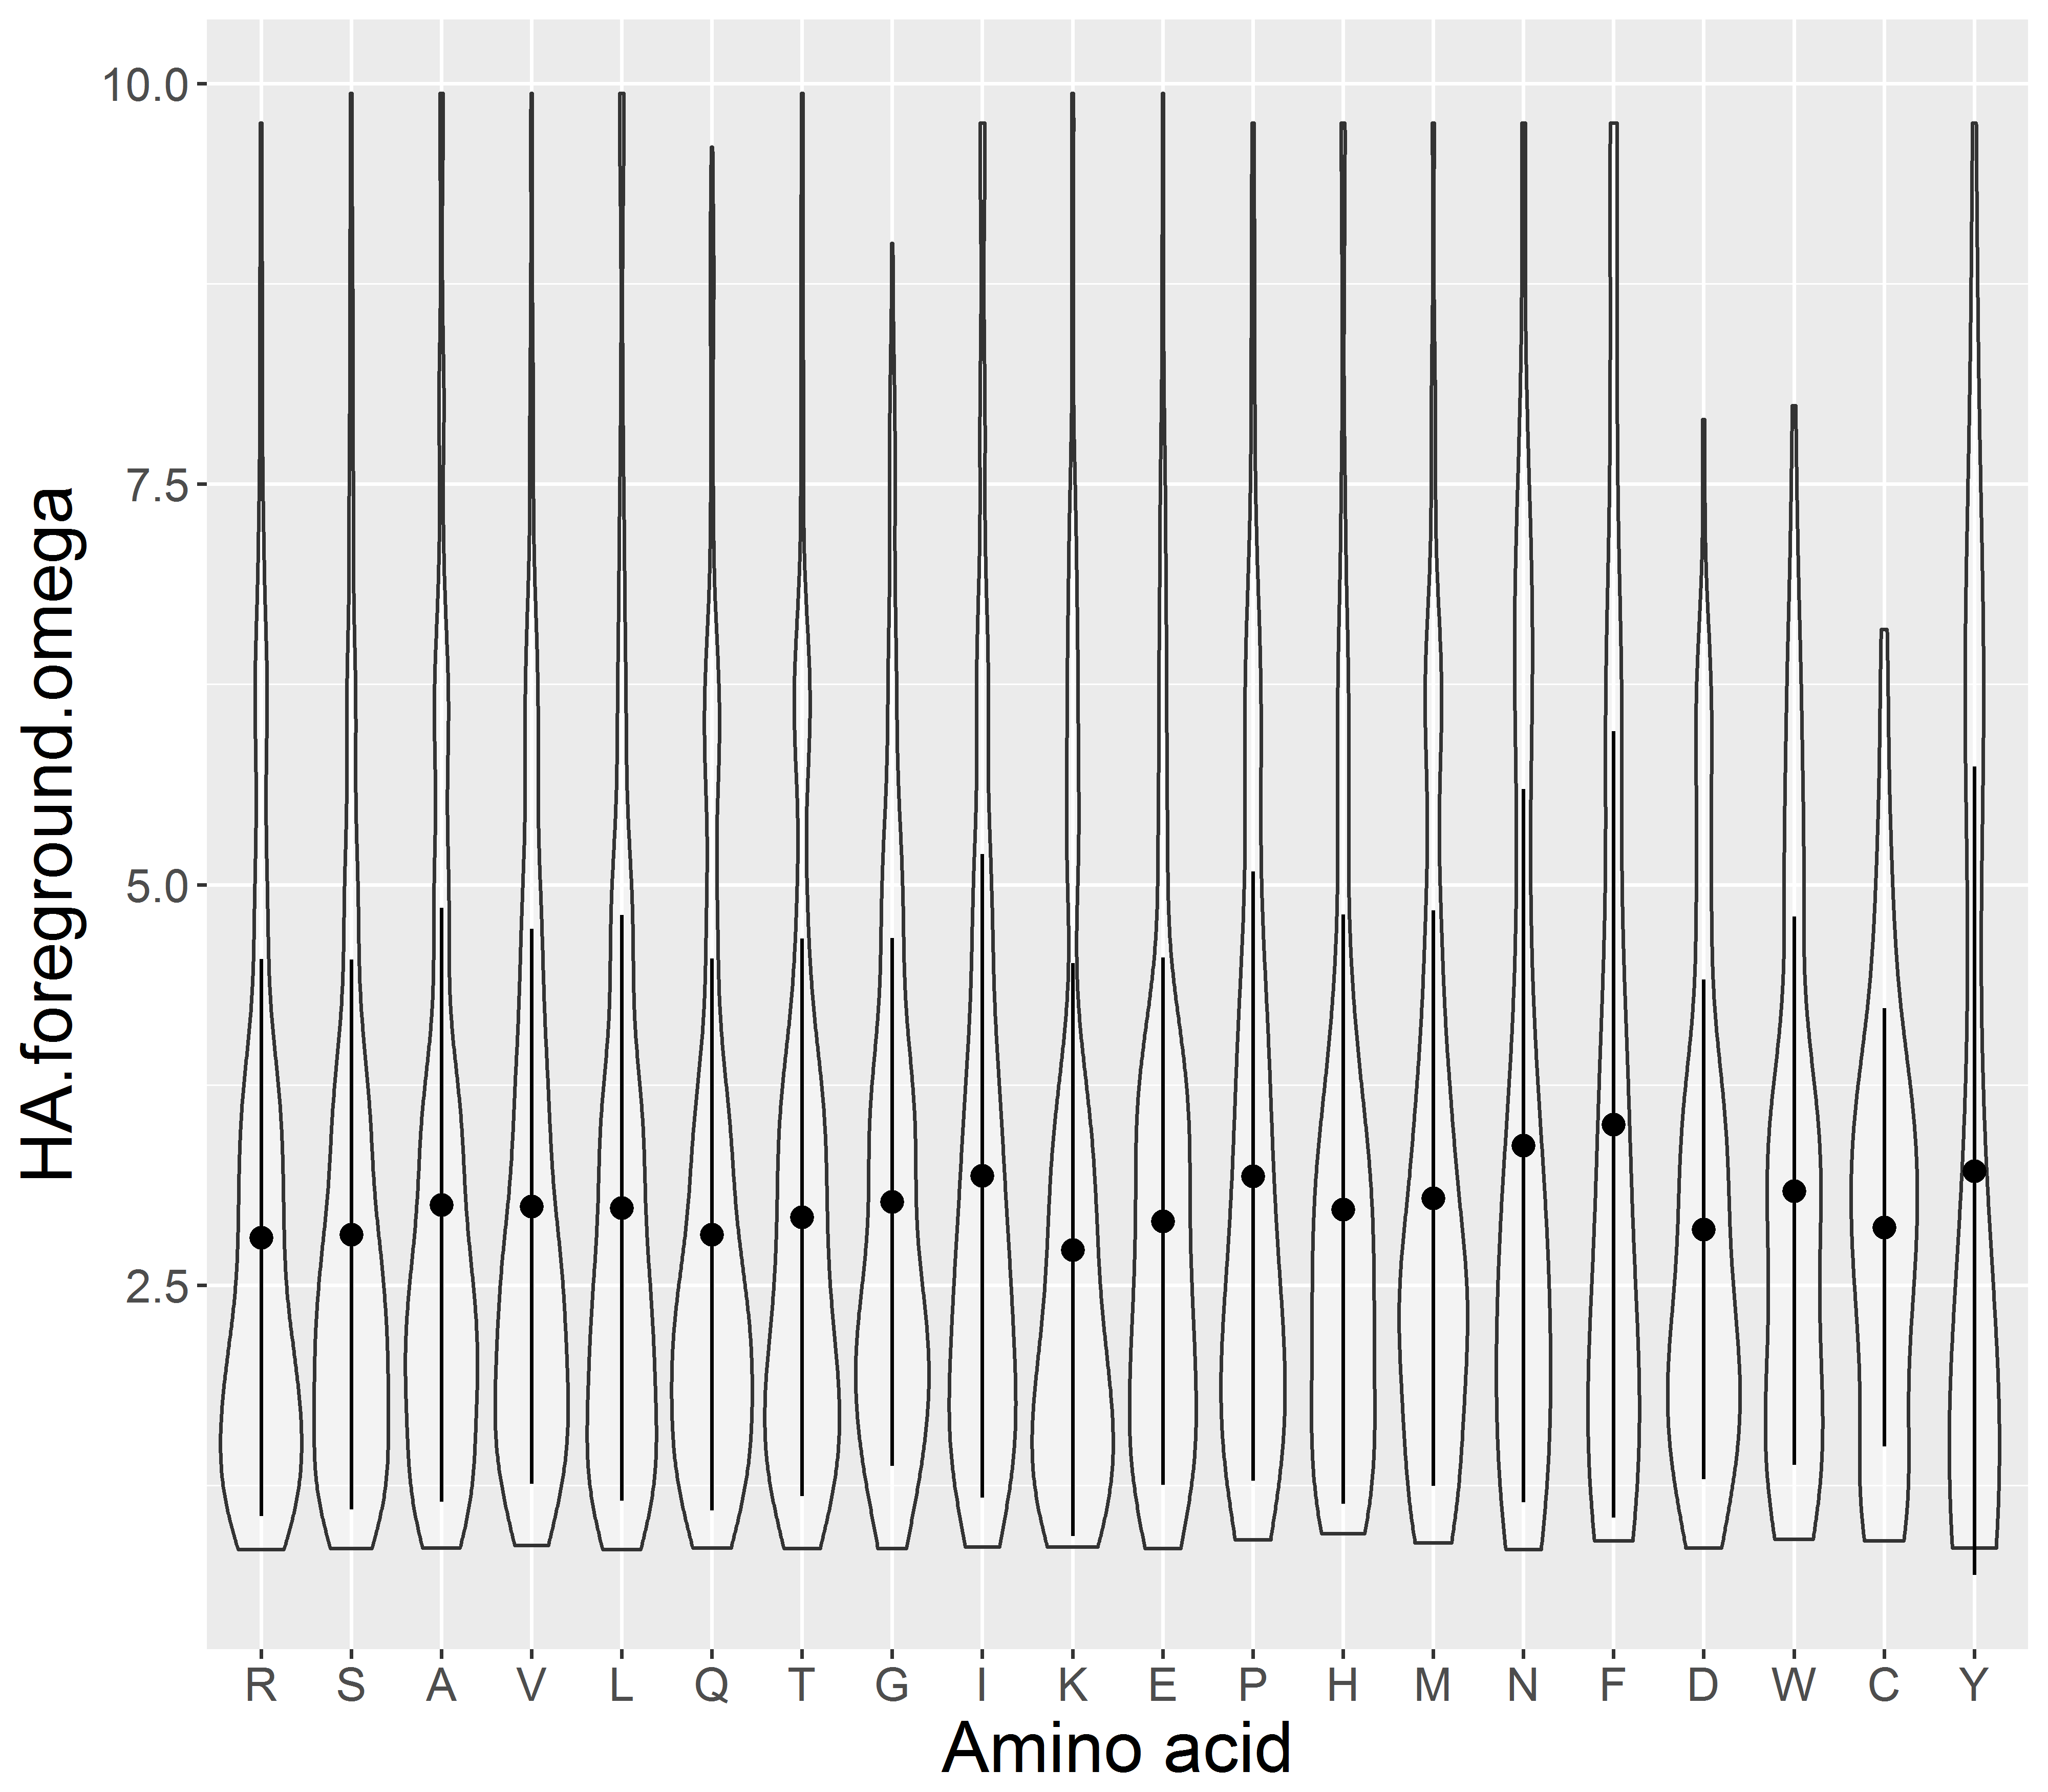 HA.foreground.omega
10.0
7.5
5.0
2.5
R S A V L Q T G I K E P H M N F D W C Y
Amino acid